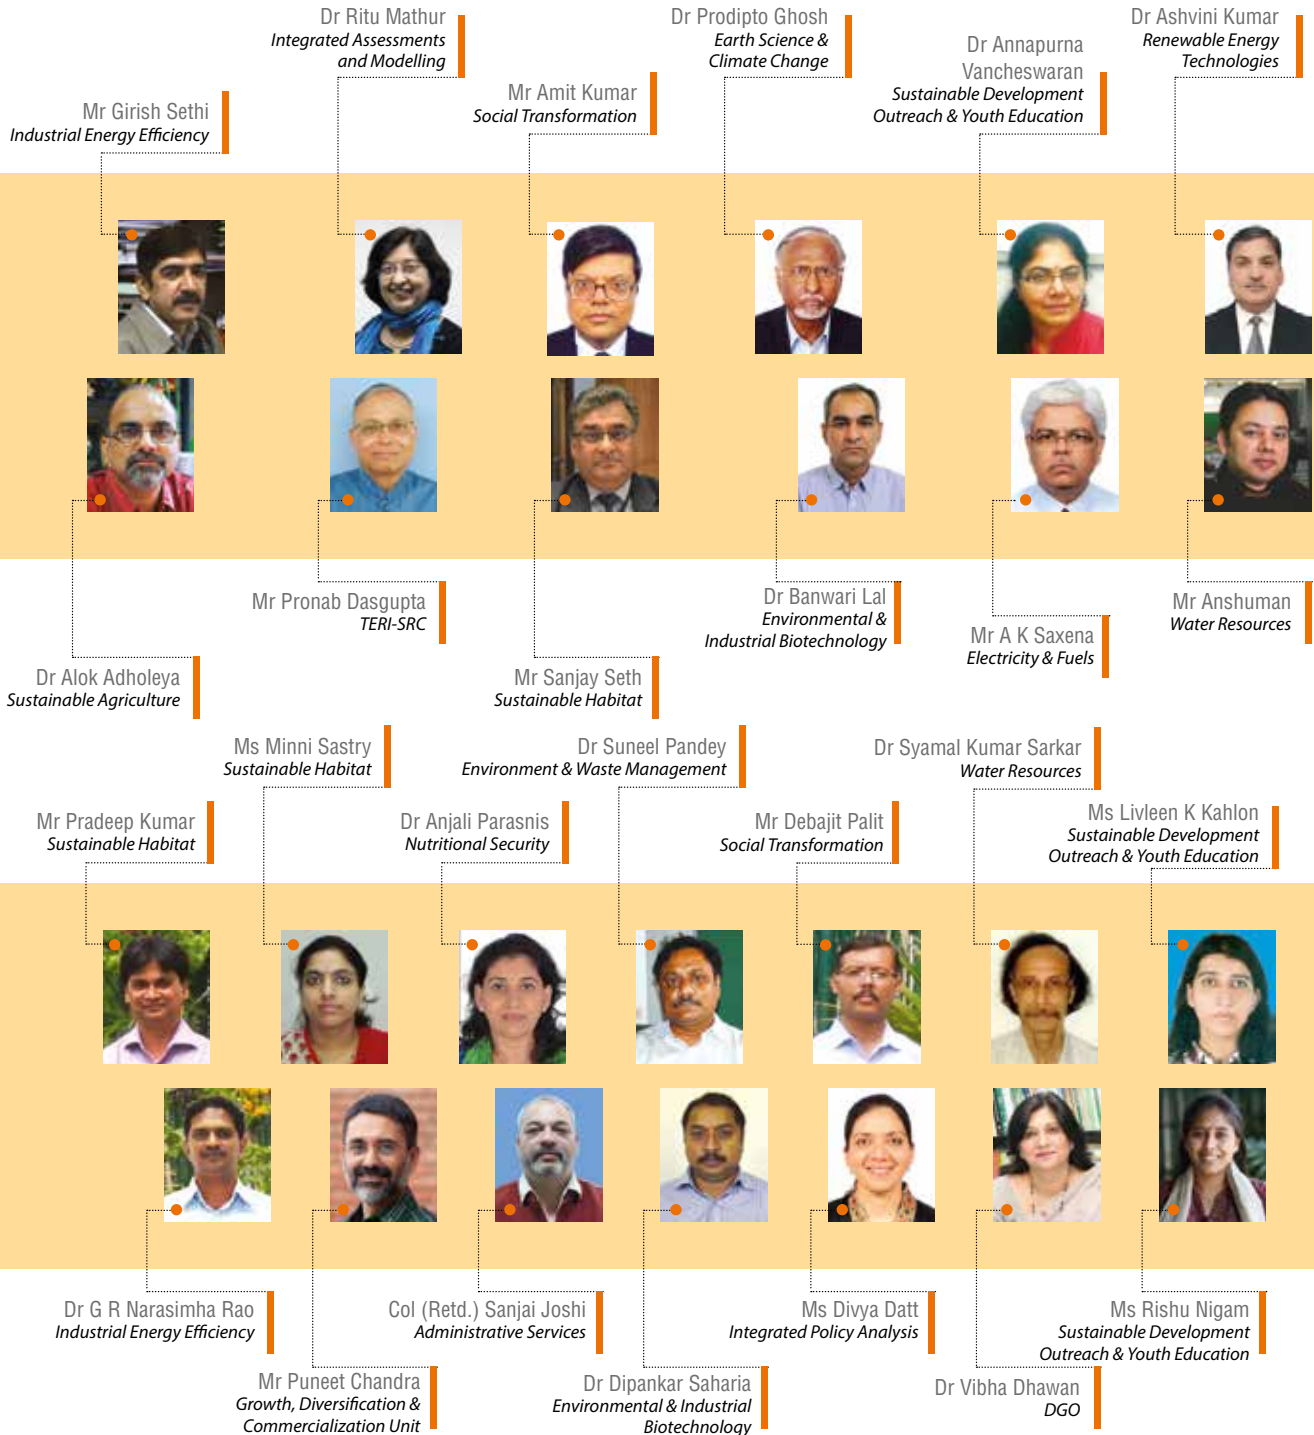 Dr Ritu Mathur
Integrated Assessments
and Modelling
Dr Prodipto Ghosh
Earth Science &
Climate Change
Dr Ashvini Kumar
Renewable Energy
Technologies
Dr Annapurna
Vancheswaran
Sustainable Development
Outreach & Youth Education
Mr Amit Kumar
Social Transformation
Mr Girish Sethi
Industrial Energy Efficiency
Mr Pronab Dasgupta
TERI-SRC
Dr Banwari Lal
Environmental &
Industrial Biotechnology
Mr Anshuman
Water Resources
Mr A K Saxena
Electricity & Fuels
Dr Alok Adholeya
Sustainable Agriculture
Mr Sanjay Seth
Sustainable Habitat
Ms Minni Sastry
Sustainable Habitat
Dr Suneel Pandey
Environment & Waste Management
Dr Syamal Kumar Sarkar
Water Resources
Mr Pradeep Kumar
Sustainable Habitat
Dr Anjali Parasnis
Nutritional Security
Mr Debajit Palit
Social Transformation
Ms Livleen K Kahlon
Sustainable Development
Outreach & Youth Education
Dr G R Narasimha Rao
Industrial Energy Efficiency
Col (Retd.) Sanjai Joshi
Administrative Services
Ms Divya Datt
Integrated Policy Analysis
Ms Rishu Nigam
Sustainable Development
Outreach & Youth Education
Mr Puneet Chandra
Growth, Diversification &
Commercialization Unit
Dr Dipankar Saharia
Environmental & Industrial
Biotechnology
Dr Vibha Dhawan
DGO